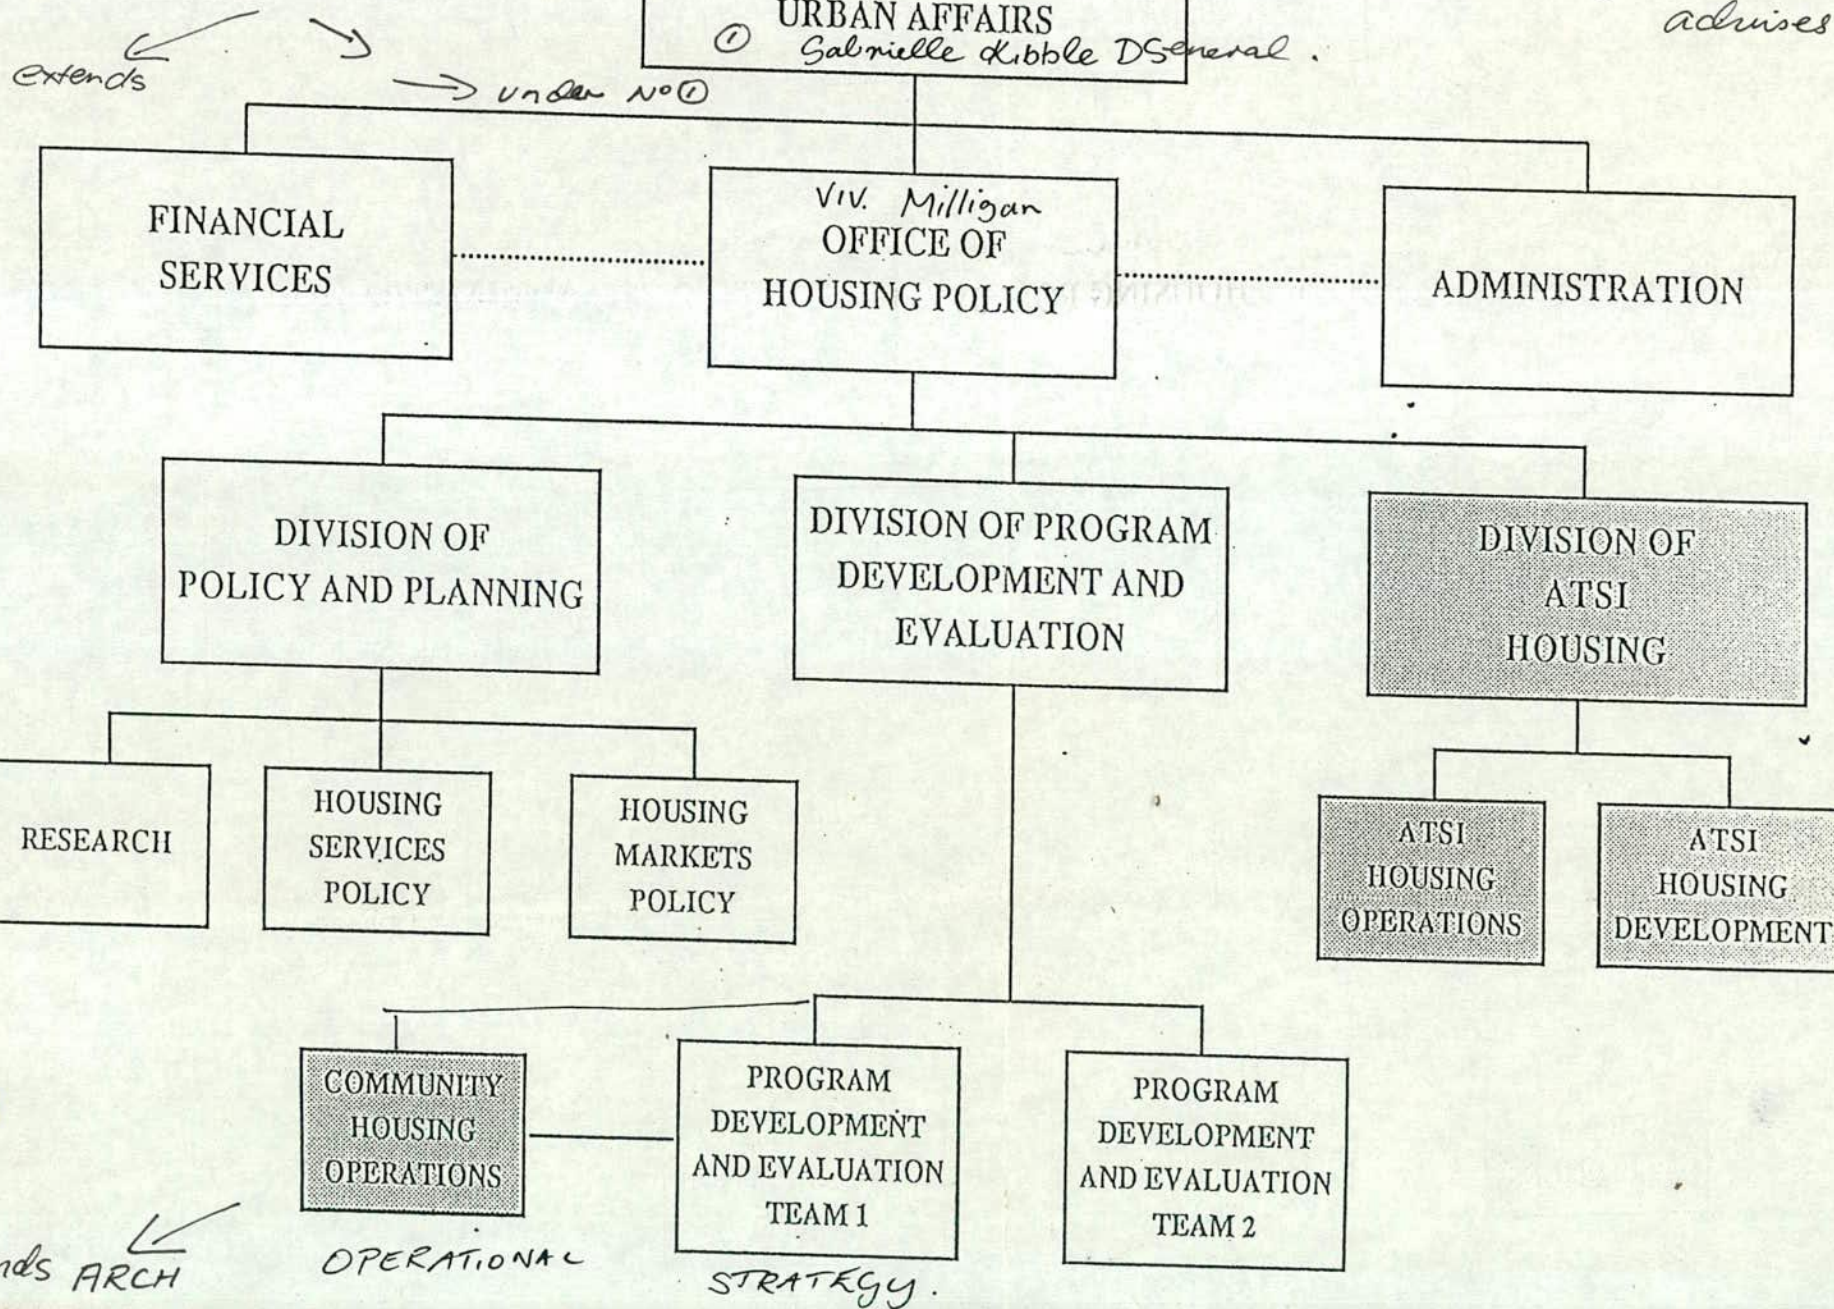 URBAN AFFAIRS
advises
① Gabrielle Kibble DGeneral.
extends
→ under No ①
FINANCIAL
SERVICES
VIV. Milligan
OFFICE OF
HOUSING POLICY
ADMINISTRATION
DIVISION OF
POLICY AND PLANNING
DIVISION OF PROGRAM
DEVELOPMENT AND
EVALUATION
DIVISION OF
ATSI
HOUSING
RESEARCH
HOUSING
SERVICES
POLICY
HOUSING
MARKETS
POLICY
ATSI
HOUSING
OPERATIONS
ATSI
HOUSING
DEVELOPMENT
COMMUNITY
HOUSING
OPERATIONS
PROGRAM
DEVELOPMENT
AND EVALUATION
TEAM 1
PROGRAM
DEVELOPMENT
AND EVALUATION
TEAM 2
nds ARCH
OPERATIONAL
STRATEGY.